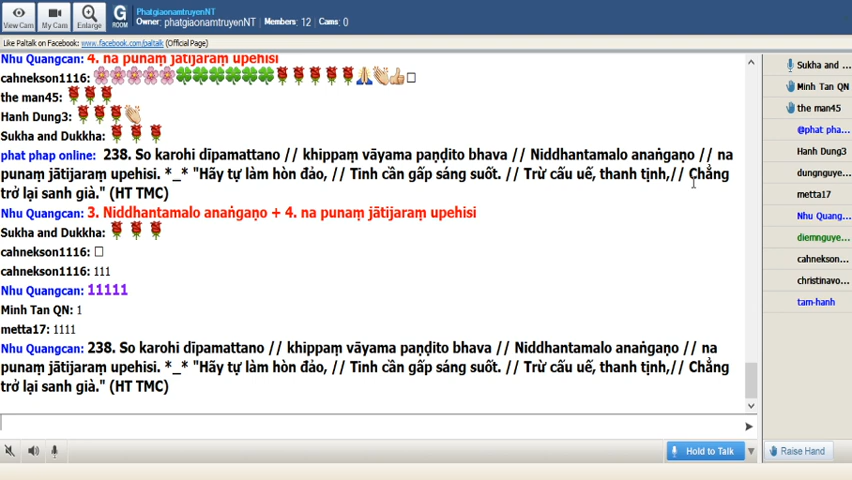 PhatgiaonamtruyenNT
Owner: phatgiaonamtruyenNT Members: 12 Cams: 0
View Cam My Cam Enlarge G ROOM
Like Paltalk on Facebook: www.facebook.com/paltalk (Official Page)
Nhu Quangcan: 4. na punaṃ jātijaraṃ upehisi
cahnekson1116:
the man45:
Hanh Dung3:
Sukha and Dukkha:
phat phap online: 238. So karohi dīpamattano // khippaṃ vāyama paṇḍito bhava // Niddhantamalo anaṅgaṇo // na
punaṃ jātijaraṃ upehisi. *_* "Hãy tự làm hòn đảo, // Tinh cần gấp sáng suốt. // Trừ cấu uế, thanh tịnh,// Chẳng
trở lại sanh già." (HT TMC)
Nhu Quangcan: 3. Niddhantamalo anaṅgaṇo + 4. na punaṃ jātijaraṃ upehisi
Sukha and Dukkha:
cahnekson1116:
cahnekson1116: 111
Nhu Quangcan: 11111
Minh Tan QN: 1
metta17: 1111
Nhu Quangcan: 238. So karohi dīpamattano // khippaṃ vāyama paṇḍito bhava // Niddhantamalo anaṅgaṇo // na
punaṃ jātijaraṃ upehisi. *_* "Hãy tự làm hòn đảo, // Tinh cần gấp sáng suốt. // Trừ cấu uế, thanh tịnh,// Chẳng
trở lại sanh già." (HT TMC)
Sukha and ...
Minh Tan QN
the man45
@phat pha...
Hanh Dung3
dungnguye...
metta17
Nhu Quang...
diemnguye...
cahnekson...
christinavo...
tam-hanh
Hold to Talk
Raise Hand